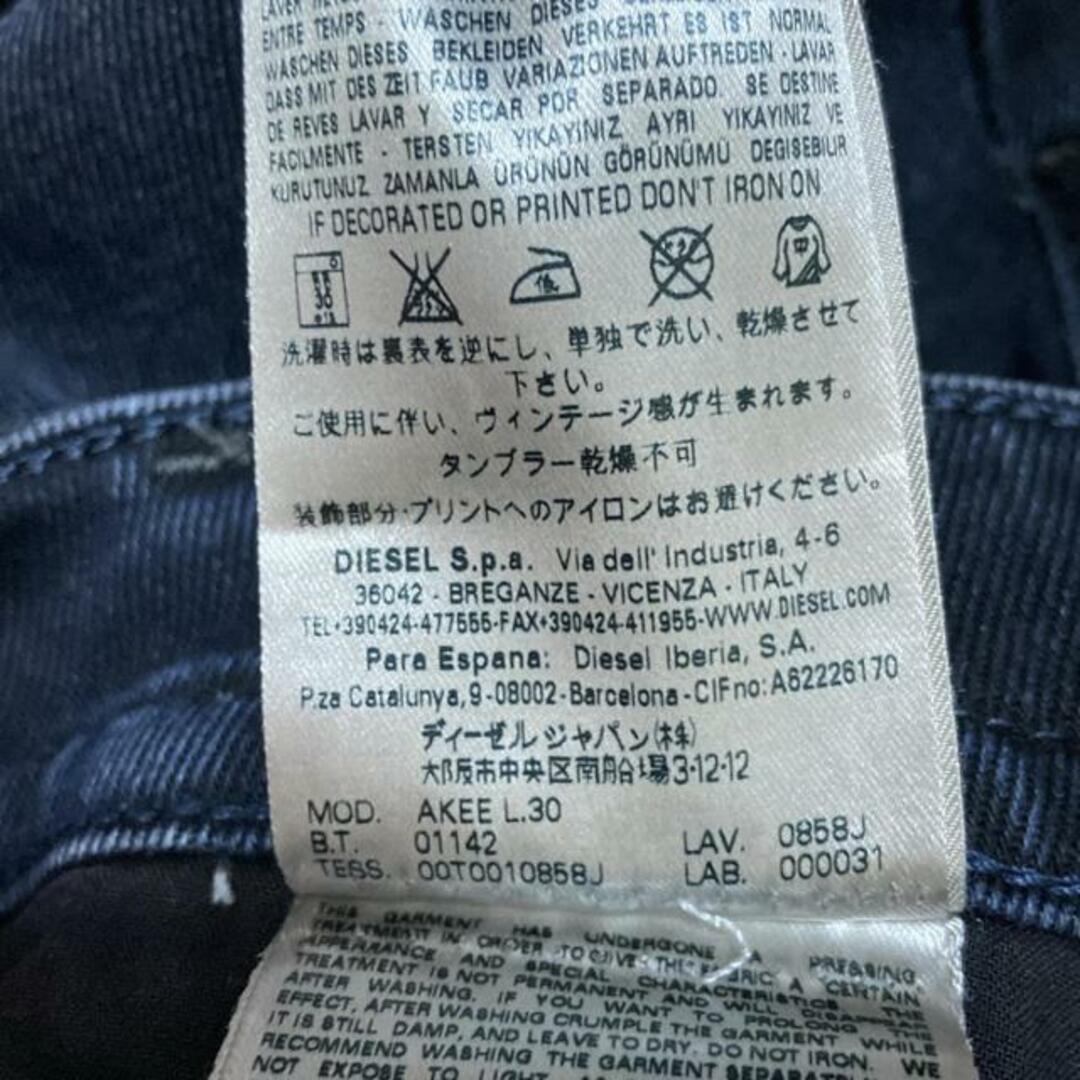 ENTRE TEMPS - WASCHEN DIESES
WASCHEN DIESES BEKLEIDEN VERKEHRT ES IST NORMAL
DASS MIT DES ZEIT FAUB VARIAZIONEN AUFTREDEN - LAVAR
DE REVES LAVAR Y SECAR POR SEPARADO. SE DESTINE
FACILMENTE - TERSTEN YIKAYINIZ AYRI YIKAYINIZ VE
KURUTUNUZ ZAMANLA ÜRÜNÜN GÖRÜNÜMÜ DEGISEBILIR
IF DECORATED OR PRINTED DON'T IRON ON
低 中
洗濯時は裏表を逆にし、単独で洗い、乾燥させて
下さい。
ご使用に伴い、ヴィンテージ感が生まれます。
タンブラー乾燥不可
装飾部分・プリントへのアイロンはお避けください。
DIESEL S.p.a. Via dell' Industria, 4-6
36042 - BREGANZE - VICENZA - ITALY
TEL+390424-477555-FAX+390424-411955-WWW.DIESEL.COM
Para Espana: Diesel Iberia, S.A.
P.za Catalunya, 9 -08002- Barcelona - CIF no: A62226170
ディーゼルジャパン(株)
大阪市中央区南船場3-12-12
MOD. AKEE L.30
B.T. 01142 LAV. 0858J
TESS. 00T0010858J LAB. 000031
THIS GARMENT HAS UNDERGONE A PRESSING
TREATMENT IN ORDER TO GIVE THE FABRIC A CERTAIN
APPERRANCE AND SPECIAL CHARACTERISTICS. THE
TREATMENT IS NOT PERMANENT AND WILL DISAPPEAR
AFTER WASHING. IF YOU WANT TO PROLONG THE
EFFECT, AFTER WASHING CRUMPLE THE GARMENT WHILE
IT IS STILL DAMP, AND LEAVE TO DRY. DO NOT IRON. WE
RECOMMEND WASHING THE GARMENT SEPARATELY
NOT EXPOSE TO LIGHT